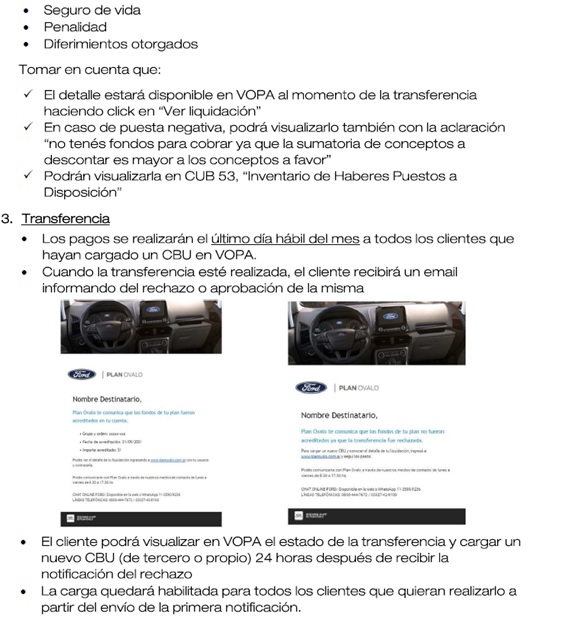 • Seguro de vida
• Penalidad
• Diferimientos otorgados
Tomar en cuenta que:
✓ El detalle estará disponible en VOPA al momento de la transferencia
haciendo click en “Ver liquidación”
✓ En caso de puesta negativa, podrá visualizarlo también con la aclaración
“no tenés fondos para cobrar ya que la sumatoria de conceptos a
descontar es mayor a los conceptos a favor”
✓ Podrán visualizarla en CUB 53, “Inventario de Haberes Puestos a
Disposición”
3. Transferencia
• Los pagos se realizarán el último día hábil del mes a todos los clientes que
hayan cargado un CBU en VOPA.
• Cuando la transferencia esté realizada, el cliente recibirá un email
informando del rechazo o aprobación de la misma
Ford | PLAN OVALO
Nombre Destinatario,
Plan Ovalo te comunica que los fondos de tu plan fueron
acreditados en tu cuenta.
Ford | PLAN OVALO
Nombre Destinatario,
Plan Ovalo te comunica que los fondos de tu plan no fueron
acreditados ya que la transferencia fue rechazada.
• El cliente podrá visualizar en VOPA el estado de la transferencia y cargar un
nuevo CBU (de tercero o propio) 24 horas después de recibir la
notificación del rechazo
• La carga quedará habilitada para todos los clientes que quieran realizarlo a
partir del envío de la primera notificación.